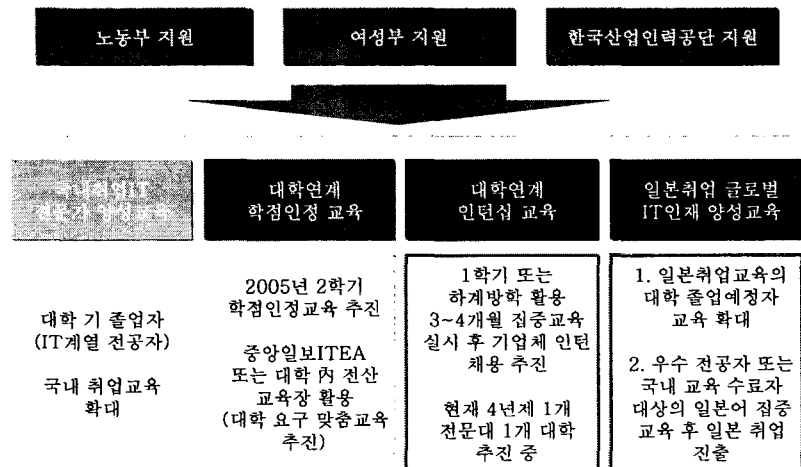 노동부 지원
여성부 지원
한국산업인력공단 지원
국내취업IT
전문가 양성교육
대학연계
학점인정 교육
대학연계
인턴십 교육
일본취업 글로벌
IT인재 양성교육
대학 기 졸업자
(IT계열 전공자)
국내 취업교육
확대
2005년 2학기
학점인정교육 추진
중앙일보ITEA
또는 대학 內 전산
교육장 활용
(대학 요구 맞춤교육
추진)
1학기 또는
하계방학 활용
3~4개월 집중교육
실시 후 기업체 인턴
채용 추진
현재 4년제 1개
전문대 1개 대학
추진 중
1. 일본취업교육의
대학 졸업예정자
교육 확대
2. 우수 전공자 또는
국내 교육 수료자
대상의 일본어 집중
교육 후 일본 취업
진출